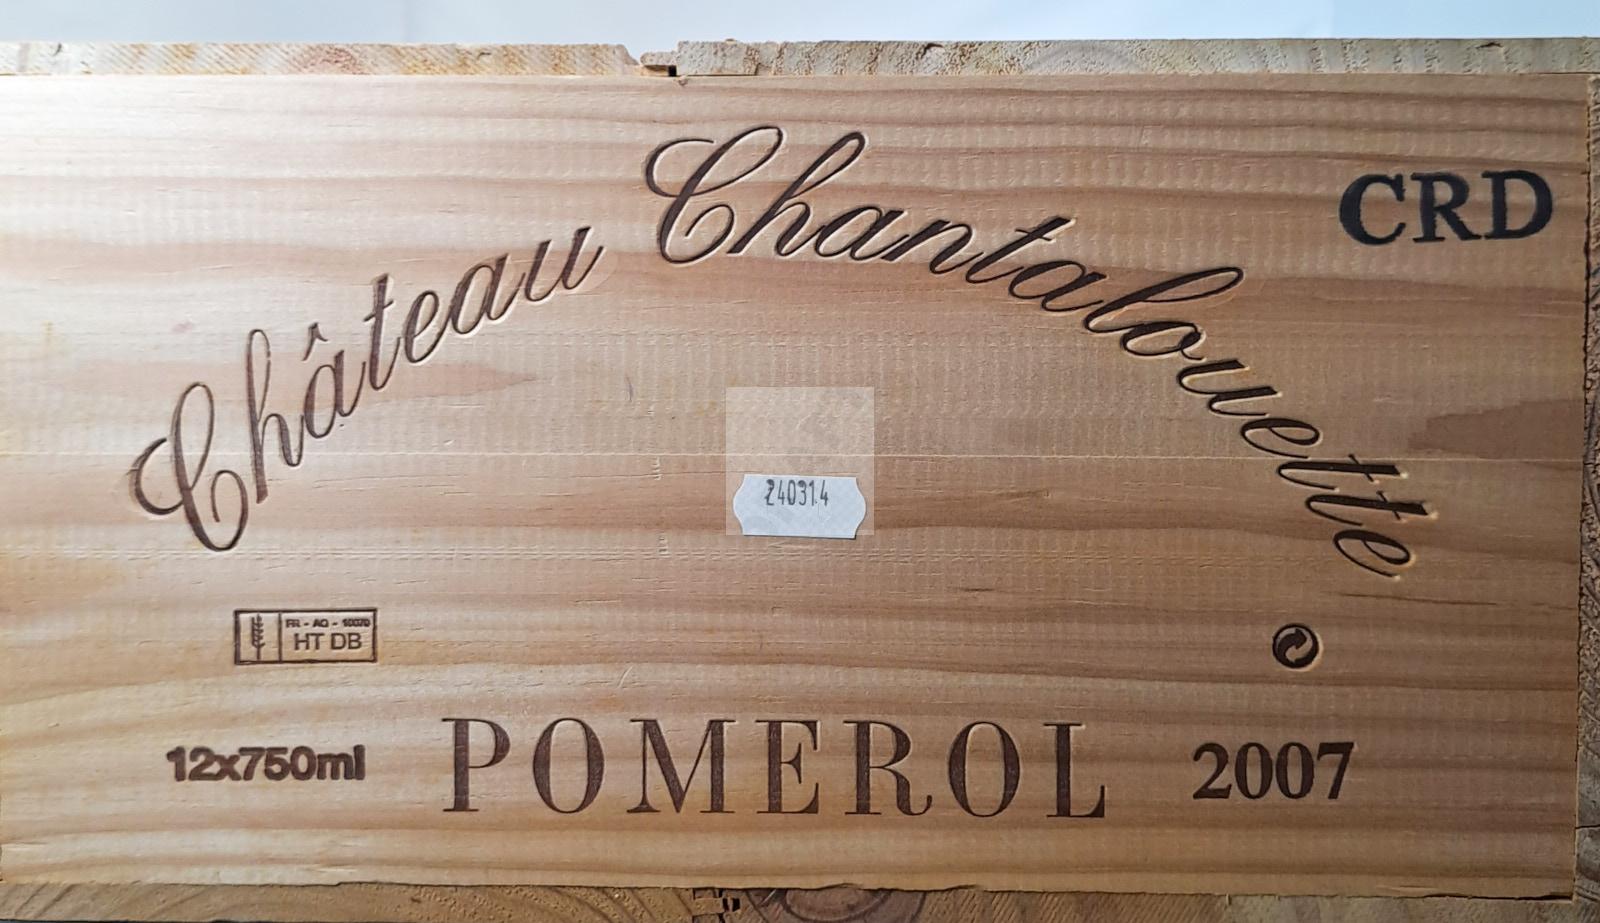 Château Chantalouette
CRD
240314
FR - AQ - 10070
HT DB
12x750ml
POMEROL
2007